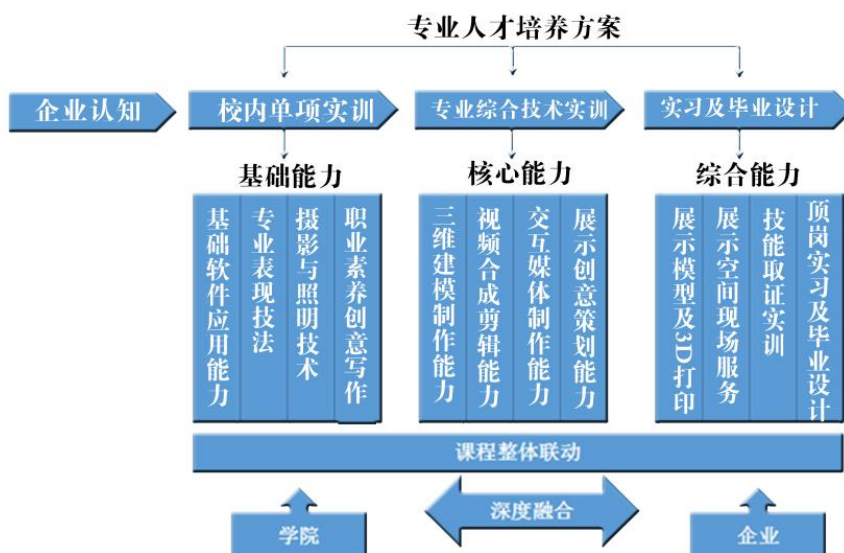 专业人才培养方案
企业认知
校内单项实训
专业综合技术实训
实习及毕业设计
基础能力
核心能力
综合能力
基础软件应用能力
专业表现技法
摄影与照明技术
职业素养创意写作
三维建模制作能力
视频合成剪辑能力
交互媒体制作能力
展示创意策划能力
展示模型及3D打印
展示空间现场服务
技能取证实训
顶岗实习及毕业设计
课程整体联动
学院
深度融合
企业